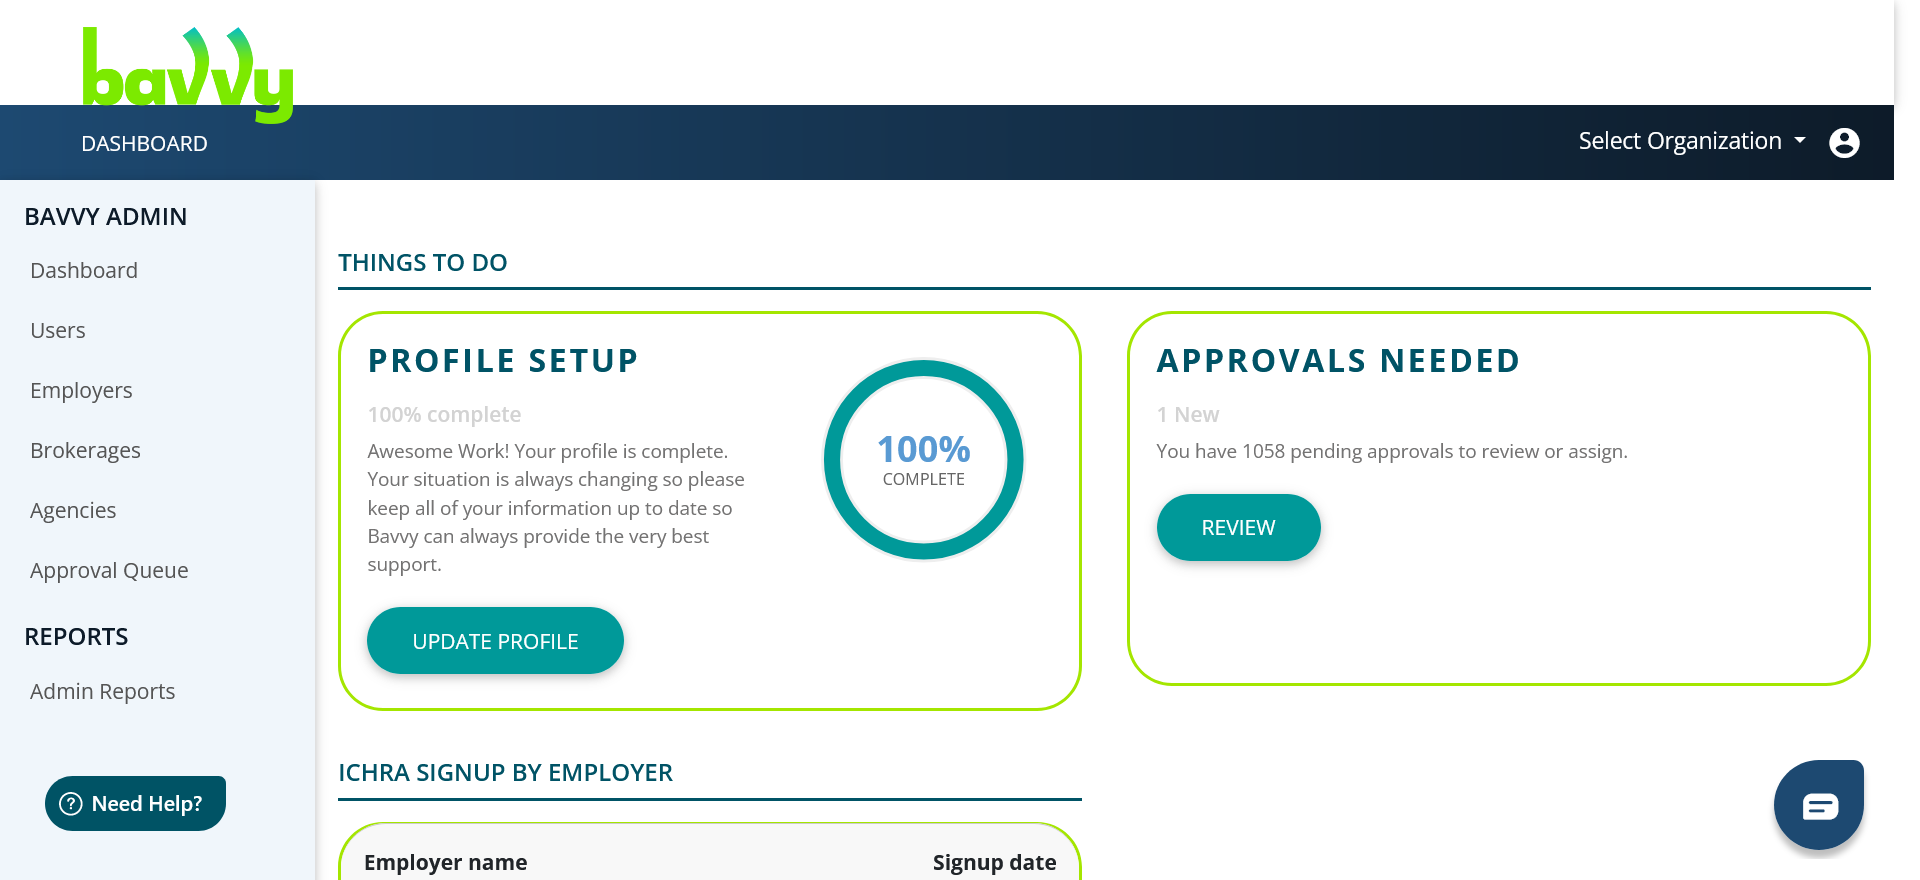 bavvy
DASHBOARD
Select Organization
BAVVY ADMIN
Dashboard
Users
Employers
Brokerages
Agencies
Approval Queue
REPORTS
Admin Reports
Need Help?
THINGS TO DO
PROFILE SETUP
100% complete
Awesome Work! Your profile is complete.
Your situation is always changing so please
keep all of your information up to date so
Bavvy can always provide the very best
support.
UPDATE PROFILE
100%
COMPLETE
APPROVALS NEEDED
1 New
You have 1058 pending approvals to review or assign.
REVIEW
ICHRA SIGNUP BY EMPLOYER
Employer name
Signup date